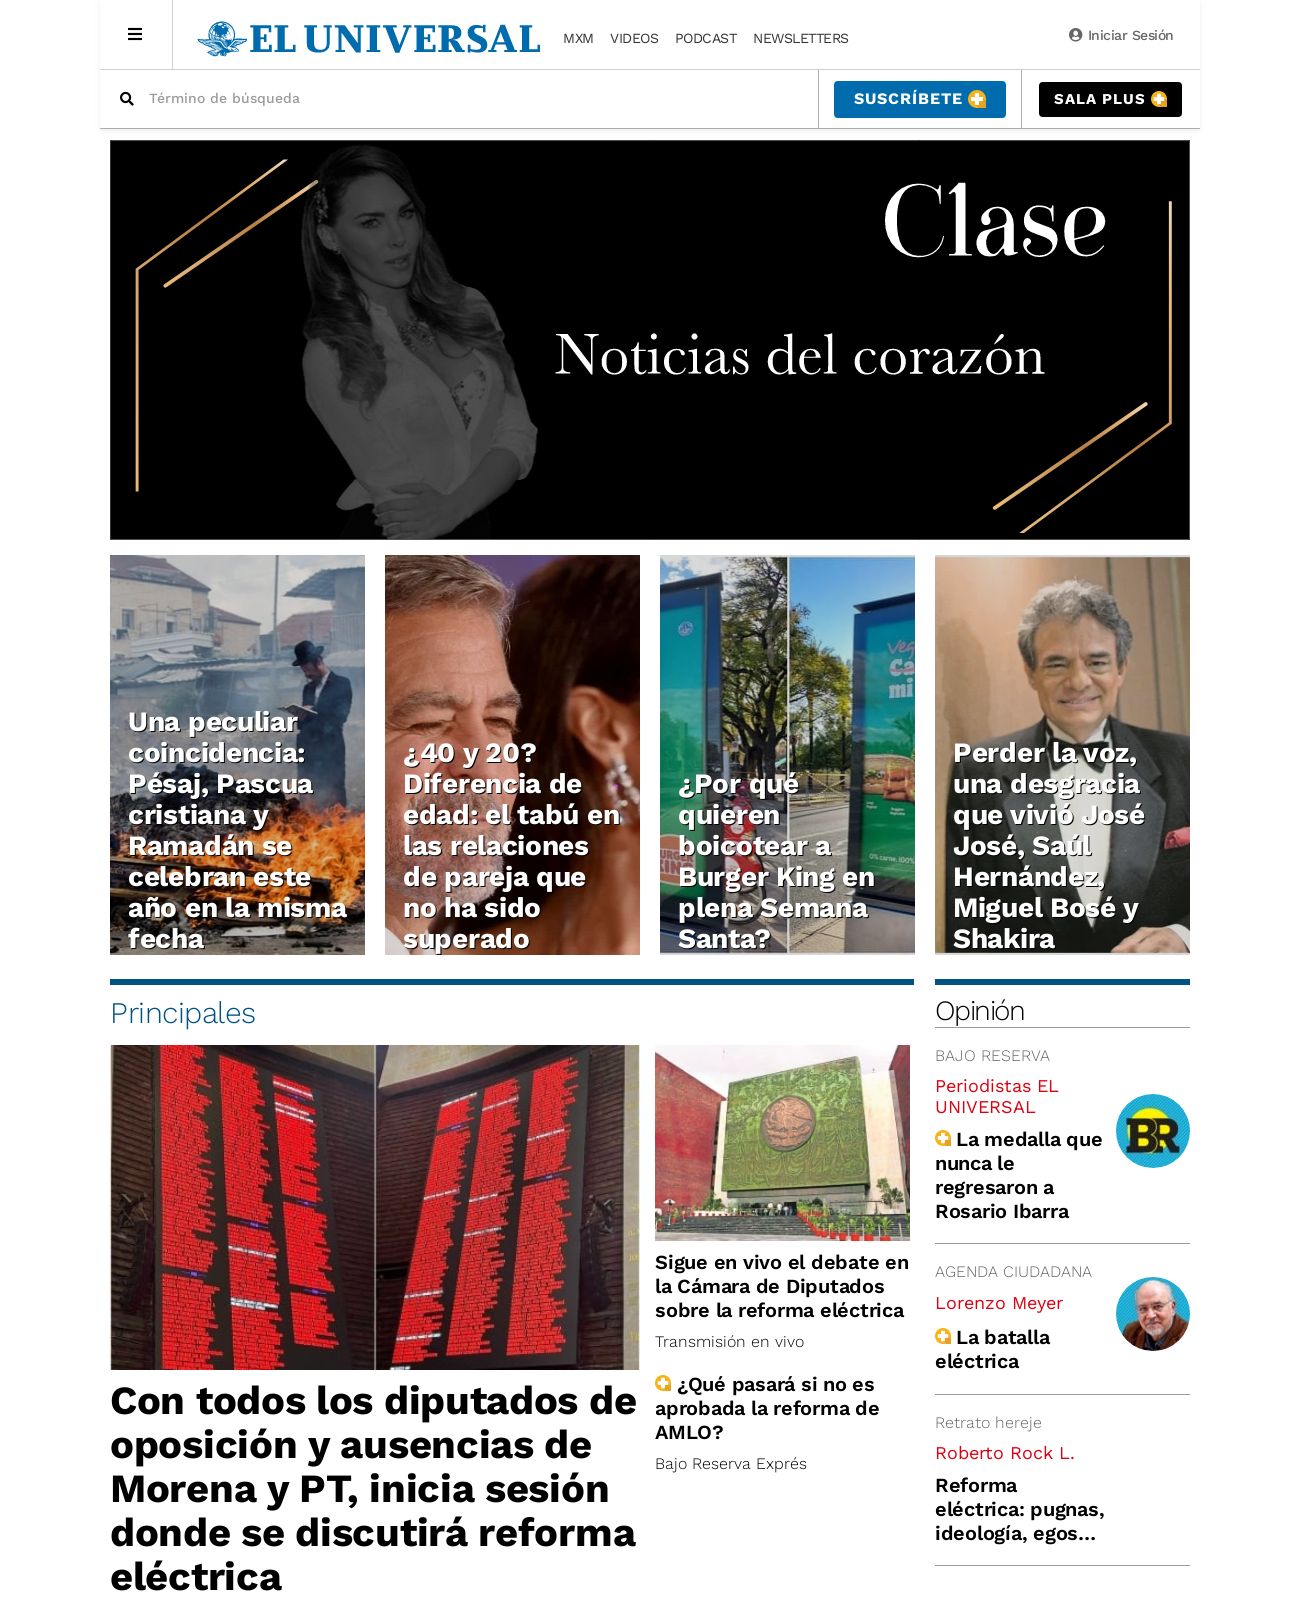 EL UNIVERSAL
MXM VIDEOS PODCAST NEWSLETTERS
Iniciar Sesión
Término de búsqueda
SUSCRÍBETE
SALA PLUS
Clase
Noticias del corazón
Una peculiar
coincidencia:
Pésaj, Pascua
cristiana y
Ramadán se
celebran este
año en la misma
fecha
¿40 y 20?
Diferencia de
edad: el tabú en
las relaciones
de pareja que
no ha sido
superado
¿Por qué
quieren
boicotear a
Burger King en
plena Semana
Santa?
Perder la voz,
una desgracia
que vivió José
José, Saúl
Hernández,
Miguel Bosé y
Shakira
Principales
Con todos los diputados de
oposición y ausencias de
Morena y PT, inicia sesión
donde se discutirá reforma
eléctrica
Sigue en vivo el debate en
la Cámara de Diputados
sobre la reforma eléctrica
Transmisión en vivo
¿Qué pasará si no es
aprobada la reforma de
AMLO?
Bajo Reserva Exprés
Opinión
BAJO RESERVA
Periodistas EL
UNIVERSAL
BR
La medalla que
nunca le
regresaron a
Rosario Ibarra
AGENDA CIUDADANA
Lorenzo Meyer
La batalla
eléctrica
Retrato hereje
Roberto Rock L.
Reforma
eléctrica: pugnas,
ideología, egos...